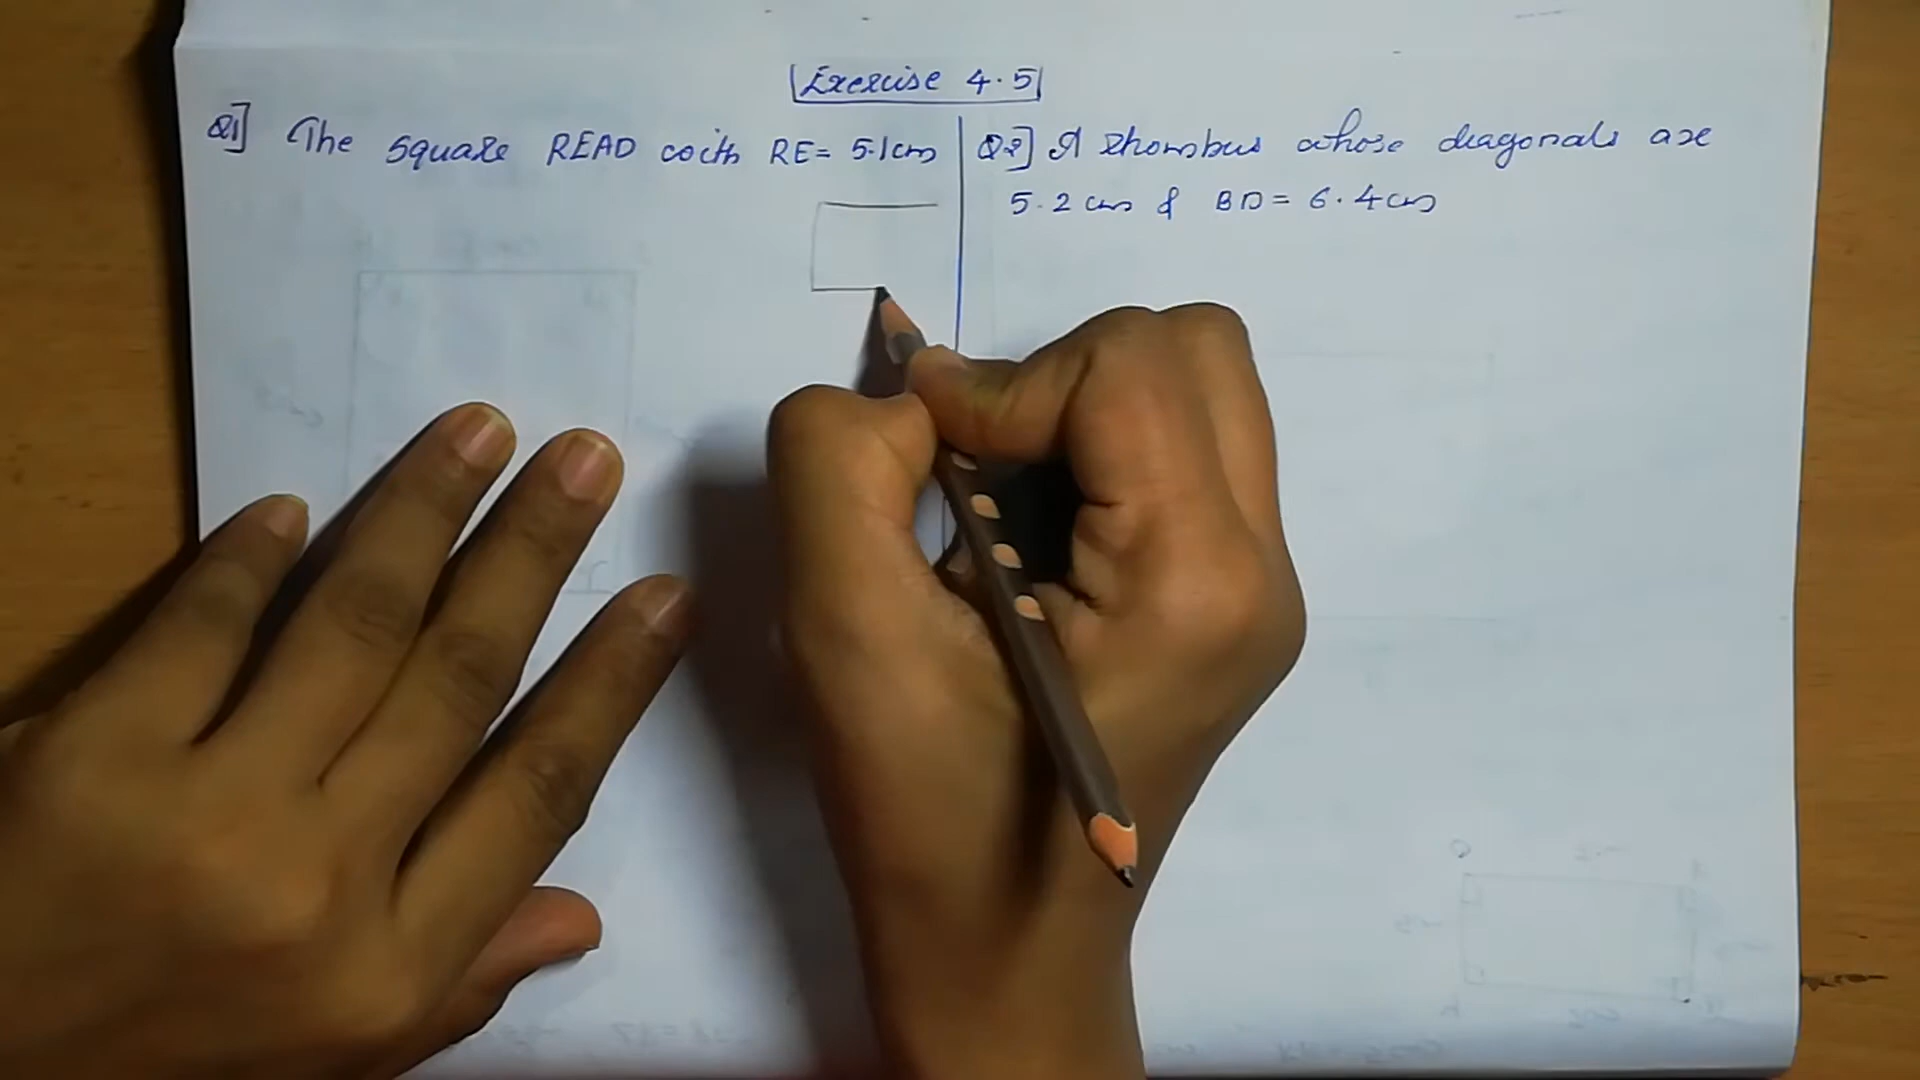 Exercise 4.5
Q1] The square READ with RE= 5.1cm
Q2] A rhombus whose diagonals are
5.2 cm & BD = 6.4cm